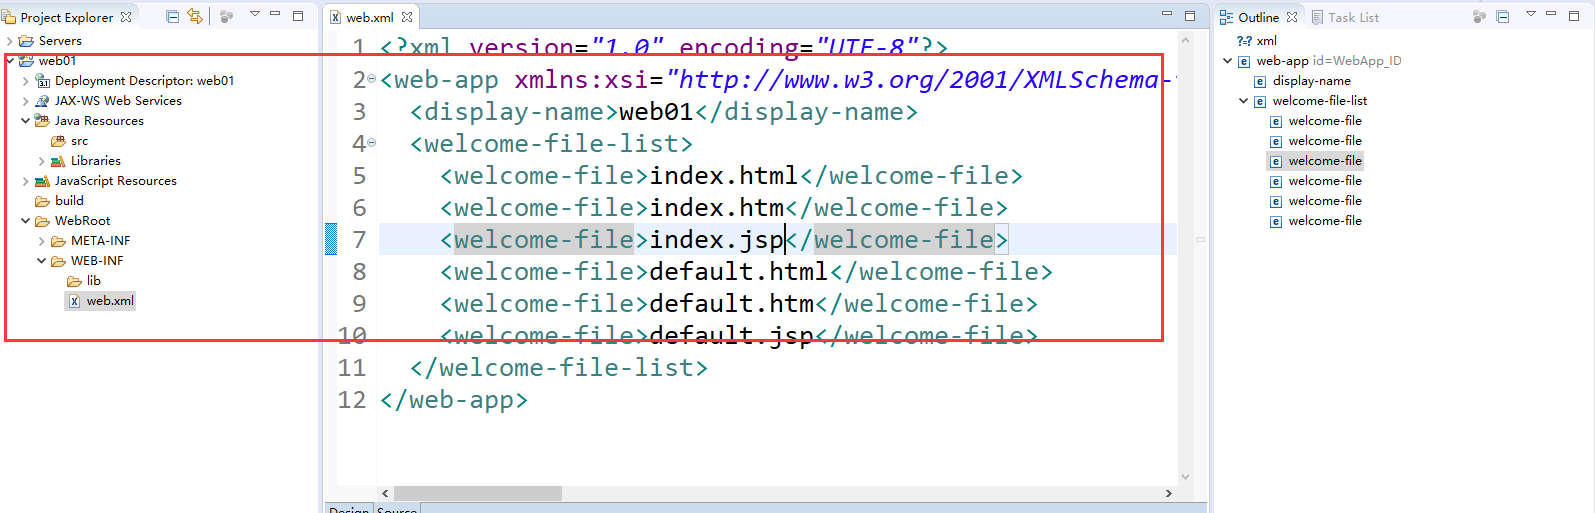 Project Explorer
Servers
web01
Deployment Descriptor: web01
JAX-WS Web Services
Java Resources
src
Libraries
JavaScript Resources
build
WebRoot
META-INF
WEB-INF
lib
web.xml
web.xml
1 <?xml version="1.0" encoding="UTF-8"?>
2 <web-app xmlns:xsi="http://www.w3.org/2001/XMLSchema-
3 <display-name>web01</display-name>
4 <welcome-file-list>
5 <welcome-file>index.html</welcome-file>
6 <welcome-file>index.htm</welcome-file>
7 <welcome-file>index.jsp</welcome-file>
8 <welcome-file>default.html</welcome-file>
9 <welcome-file>default.htm</welcome-file>
10 <welcome-file>default.jsp</welcome-file>
11 </welcome-file-list>
12 </web-app>
Design Source
Outline Task List
?-? xml
web-app id=WebApp_ID
display-name
welcome-file-list
welcome-file
welcome-file
welcome-file
welcome-file
welcome-file
welcome-file